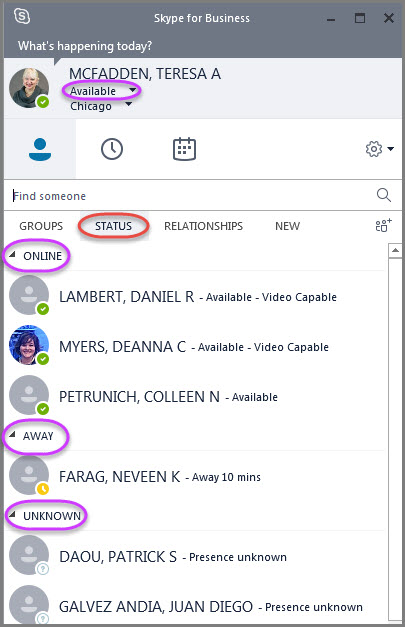 Skype for Business
What's happening today?
MCFADDEN, TERESA A
Available
Chicago
Find someone
GROUPS STATUS RELATIONSHIPS NEW
ONLINE
LAMBERT, DANIEL R - Available - Video Capable
MYERS, DEANNA C - Available - Video Capable
PETRUNICH, COLLEEN N - Available
AWAY
FARAG, NEVEEN K - Away 10 mins
UNKNOWN
DAOU, PATRICK S - Presence unknown
GALVEZ ANDIA, JUAN DIEGO - Presence unknown